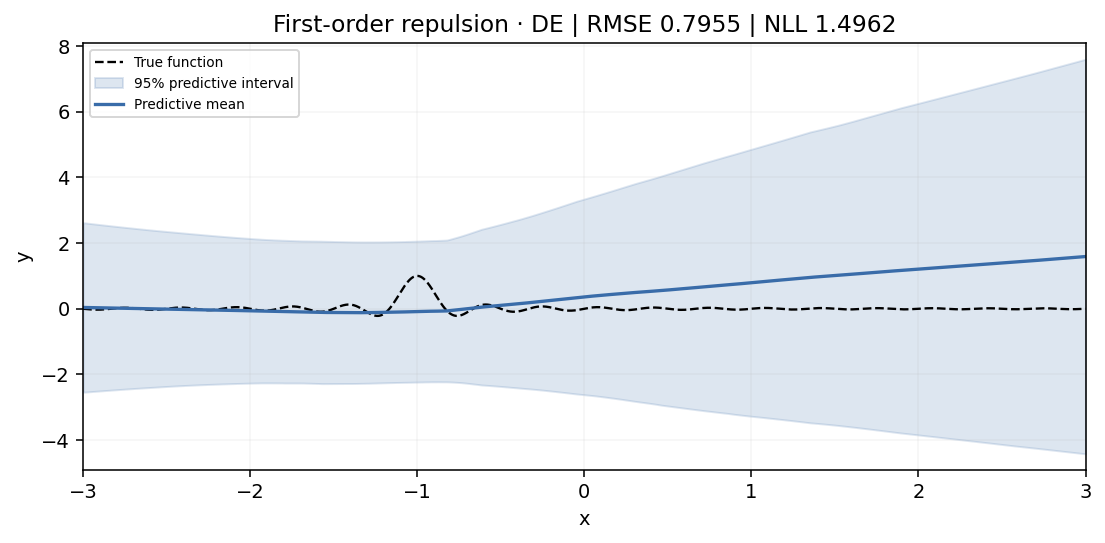 First-order repulsion · DE | RMSE 0.7955 | NLL 1.4962
True function
95% predictive interval
Predictive mean
8
6
4
2
0
−2
−4
y
−3
−2
−1
0
1
2
3
x